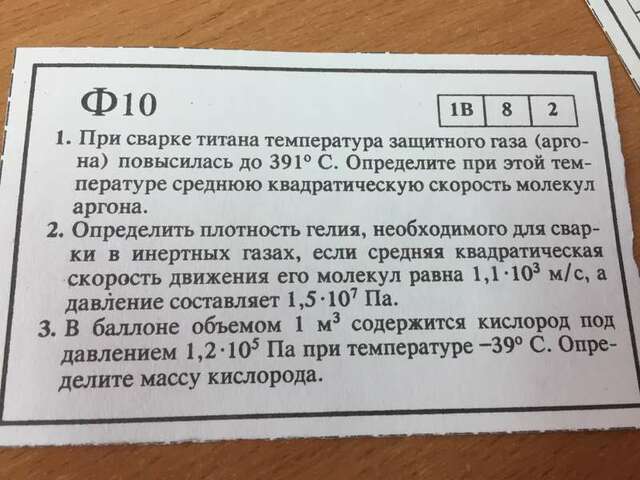 Ф10
1В 8 2
1. При сварке титана температура защитного газа (арго-
на) повысилась до 391° С. Определите при этой тем-
пературе среднюю квадратическую скорость молекул
аргона.
2. Определить плотность гелия, необходимого для свар-
ки в инертных газах, если средняя квадратическая
скорость движения его молекул равна 1,1·10³ м/с, а
давление составляет 1,5·10⁷ Па.
3. В баллоне объемом 1 м³ содержится кислород под
давлением 1,2·10⁵ Па при температуре –39° С. Опре-
делите массу кислорода.